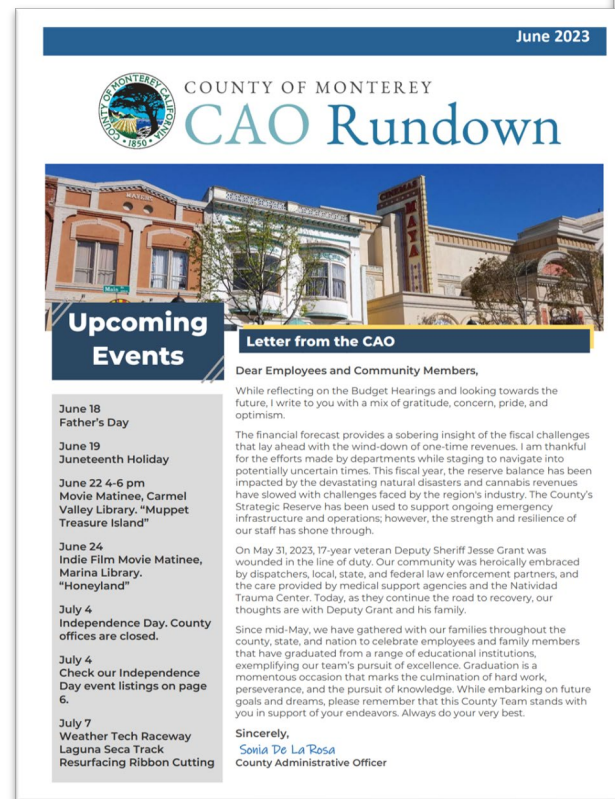 June 2023
COUNTY OF MONTEREY CALIFORNIA
• 1850 •
COUNTY OF MONTEREY
CAO Rundown
CINEMAS
MAYA
Main
Upcoming
Events
June 18
Father's Day
June 19
Juneteenth Holiday
June 22 4-6 pm
Movie Matinee, Carmel
Valley Library. "Muppet
Treasure Island"
June 24
Indie Film Movie Matinee,
Marina Library.
"Honeyland"
July 4
Independence Day. County
offices are closed.
July 4
Check our Independence
Day event listings on page
6.
July 7
Weather Tech Raceway
Laguna Seca Track
Resurfacing Ribbon Cutting
Letter from the CAO
Dear Employees and Community Members,
While reflecting on the Budget Hearings and looking towards the
future, I write to you with a mix of gratitude, concern, pride, and
optimism.
The financial forecast provides a sobering insight of the fiscal challenges
that lay ahead with the wind-down of one-time revenues. I am thankful
for the efforts made by departments while staging to navigate into
potentially uncertain times. This fiscal year, the reserve balance has been
impacted by the devastating natural disasters and cannabis revenues
have slowed with challenges faced by the region's industry. The County's
Strategic Reserve has been used to support ongoing emergency
infrastructure and operations; however, the strength and resilience of
our staff has shone through.
On May 31, 2023, 17-year veteran Deputy Sheriff Jesse Grant was
wounded in the line of duty. Our community was heroically embraced
by dispatchers, local, state, and federal law enforcement partners, and
the care provided by medical support agencies and the Natividad
Trauma Center. Today, as they continue the road to recovery, our
thoughts are with Deputy Grant and his family.
Since mid-May, we have gathered with our families throughout the
county, state, and nation to celebrate employees and family members
that have graduated from a range of educational institutions,
exemplifying our team's pursuit of excellence. Graduation is a
momentous occasion that marks the culmination of hard work,
perseverance, and the pursuit of knowledge. While embarking on future
goals and dreams, please remember that this County Team stands with
you in support of your endeavors. Always do your very best.
Sincerely,
Sonia De La Rosa
County Administrative Officer